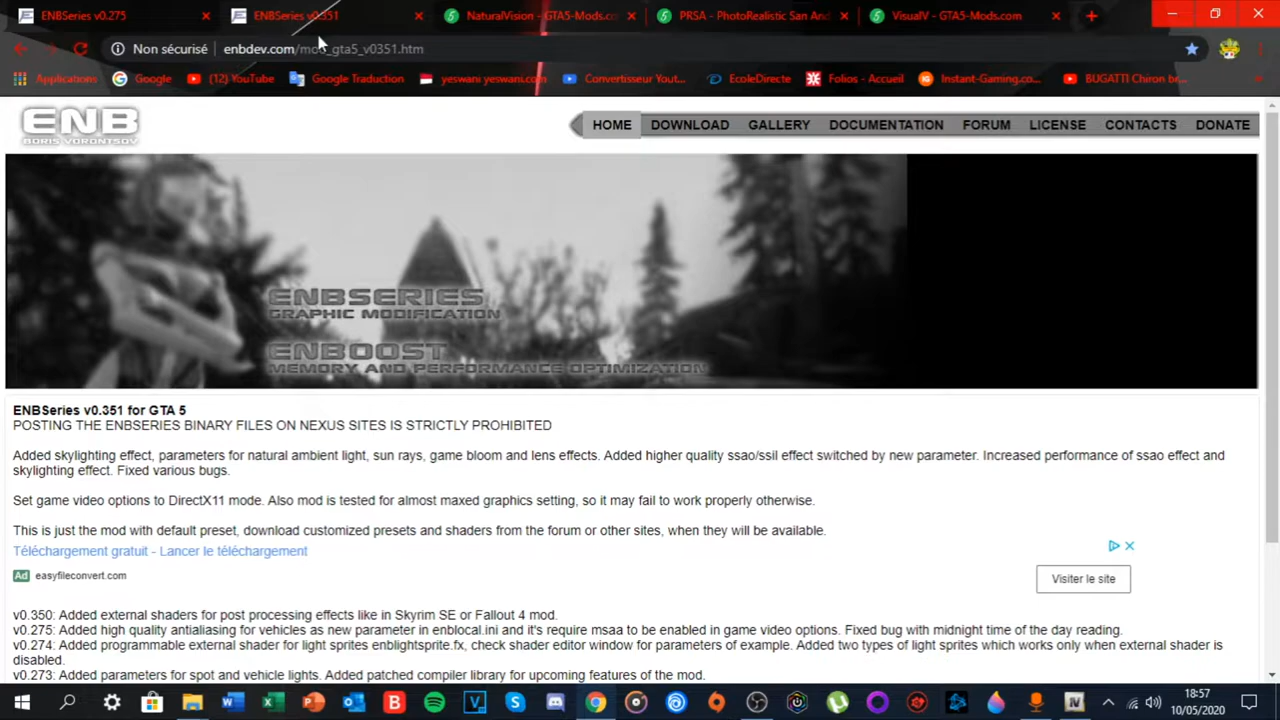 ENBSeries v0.275
ENBSeries v0.351
NaturalVision - GTA5-Mods.co
PRSA - PhotoRealistic San And
VisualV - GTA5-Mods.com
Non sécurisé
enbdev.com/mod_gta5_v0351.htm
Applications
Google
YouTube
Google Traduction
yeswani yeswani.com
Convertisseur Yout...
EcoleDirecte
Folios - Accueil
Instant-Gaming.co...
BUGATTI Chiron br...
ENB
BORIS VORONTSOV
HOME
DOWNLOAD
GALLERY
DOCUMENTATION
FORUM
LICENSE
CONTACTS
DONATE
ENBSERIES
GRAPHIC MODIFICATION
ENBOOST
MEMORY AND PERFORMANCE OPTIMIZATION
ENBSeries v0.351 for GTA 5
POSTING THE ENBSERIES BINARY FILES ON NEXUS SITES IS STRICTLY PROHIBITED
Added skylighting effect, parameters for natural ambient light, sun rays, game bloom and lens effects. Added higher quality ssao/ssil effect switched by new parameter. Increased performance of ssao effect and
skylighting effect. Fixed various bugs.
Set game video options to DirectX11 mode. Also mod is tested for almost maxed graphics setting, so it may fail to work properly otherwise.
This is just the mod with default preset, download customized presets and shaders from the forum or other sites, when they will be available.
Téléchargement gratuit - Lancer le téléchargement
Ad easyfileconvert.com
Visiter le site
v0.350: Added external shaders for post processing effects like in Skyrim SE or Fallout 4 mod.
v0.275: Added high quality antialiasing for vehicles as new parameter in enblocal.ini and it's require msaa to be enabled in game video options. Fixed bug with midnight time of the day reading.
v0.274: Added programmable external shader for light sprites enblightsprite.fx, check shader editor window for parameters of example. Added two types of light sprites which works only when external shader is
disabled.
v0.273: Added parameters for spot and vehicle lights. Added patched compiler library for upcoming features of the mod.
18:57
10/05/2020